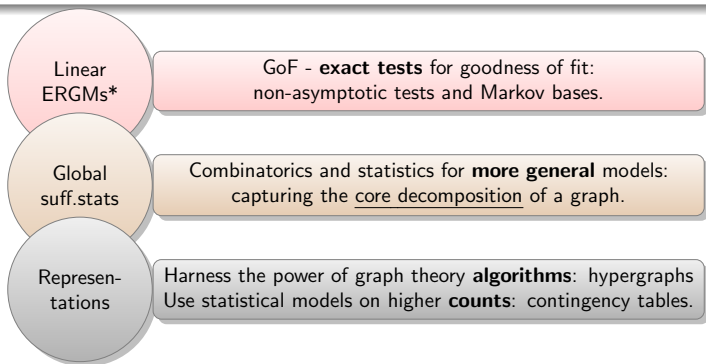 Linear
ERGMs*
GoF - exact tests for goodness of fit:
non-asymptotic tests and Markov bases.
Global
suff.stats
Combinatorics and statistics for more general models:
capturing the core decomposition of a graph.
Represen-
tations
Harness the power of graph theory algorithms: hypergraphs
Use statistical models on higher counts: contingency tables.